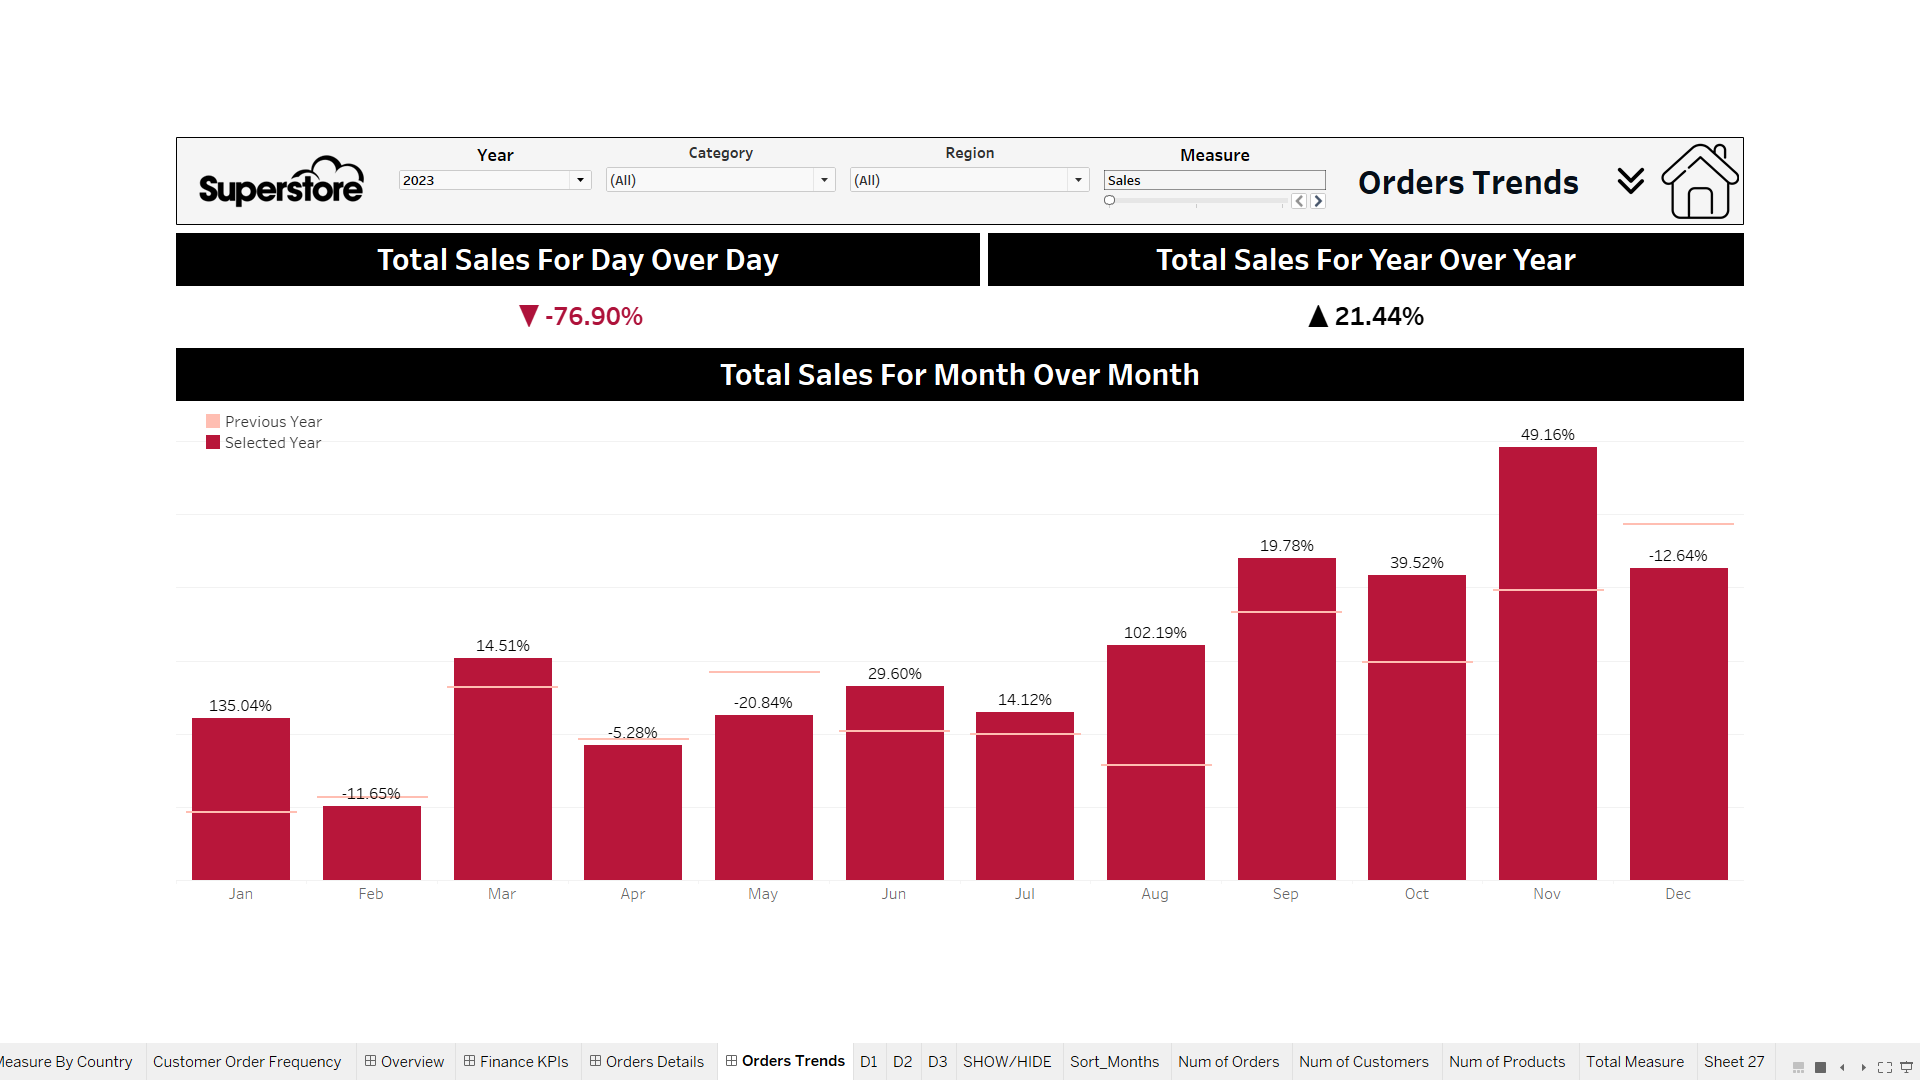 Superstore
Year
2023
Category
(All)
Region
(All)
Measure
Sales
Orders Trends
Total Sales For Day Over Day
Total Sales For Year Over Year
▼ -76.90%
▲ 21.44%
Total Sales For Month Over Month
Previous Year
Selected Year
135.04%
-11.65%
14.51%
-5.28%
-20.84%
29.60%
14.12%
102.19%
19.78%
39.52%
49.16%
-12.64%
Jan Feb Mar Apr May Jun Jul Aug Sep Oct Nov Dec
Measure By Country Customer Order Frequency Overview Finance KPIs Orders Details Orders Trends D1 D2 D3 SHOW/HIDE Sort_Months Num of Orders Num of Customers Num of Products Total Measure Sheet 27